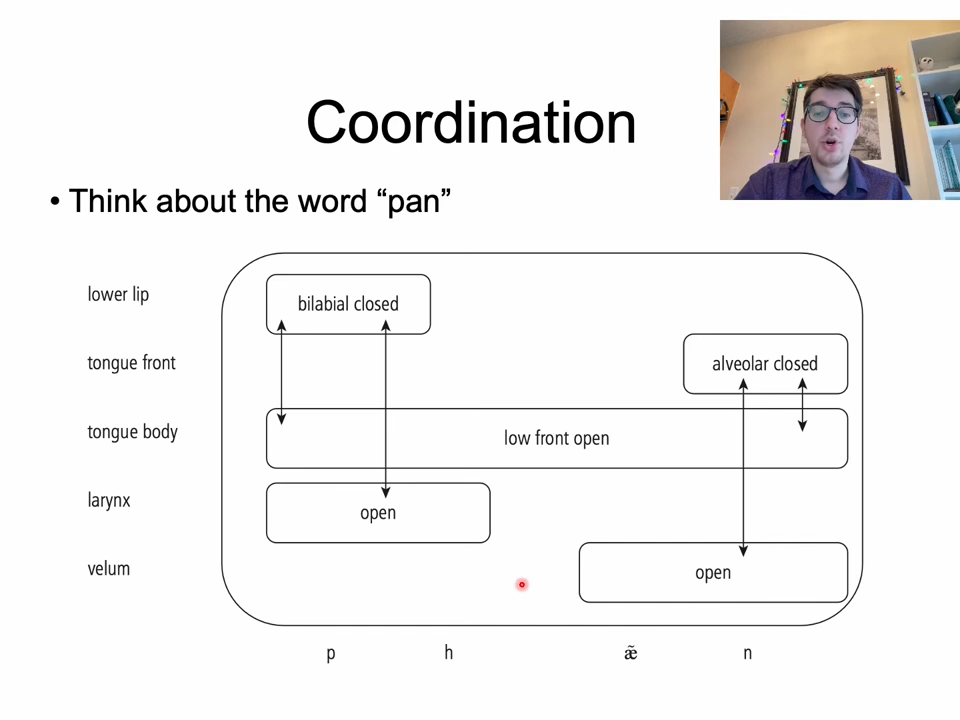 Coordination
• Think about the word “pan”
lower lip
bilabial closed
tongue front
alveolar closed
tongue body
low front open
larynx
open
velum
open
p h æ̃ n